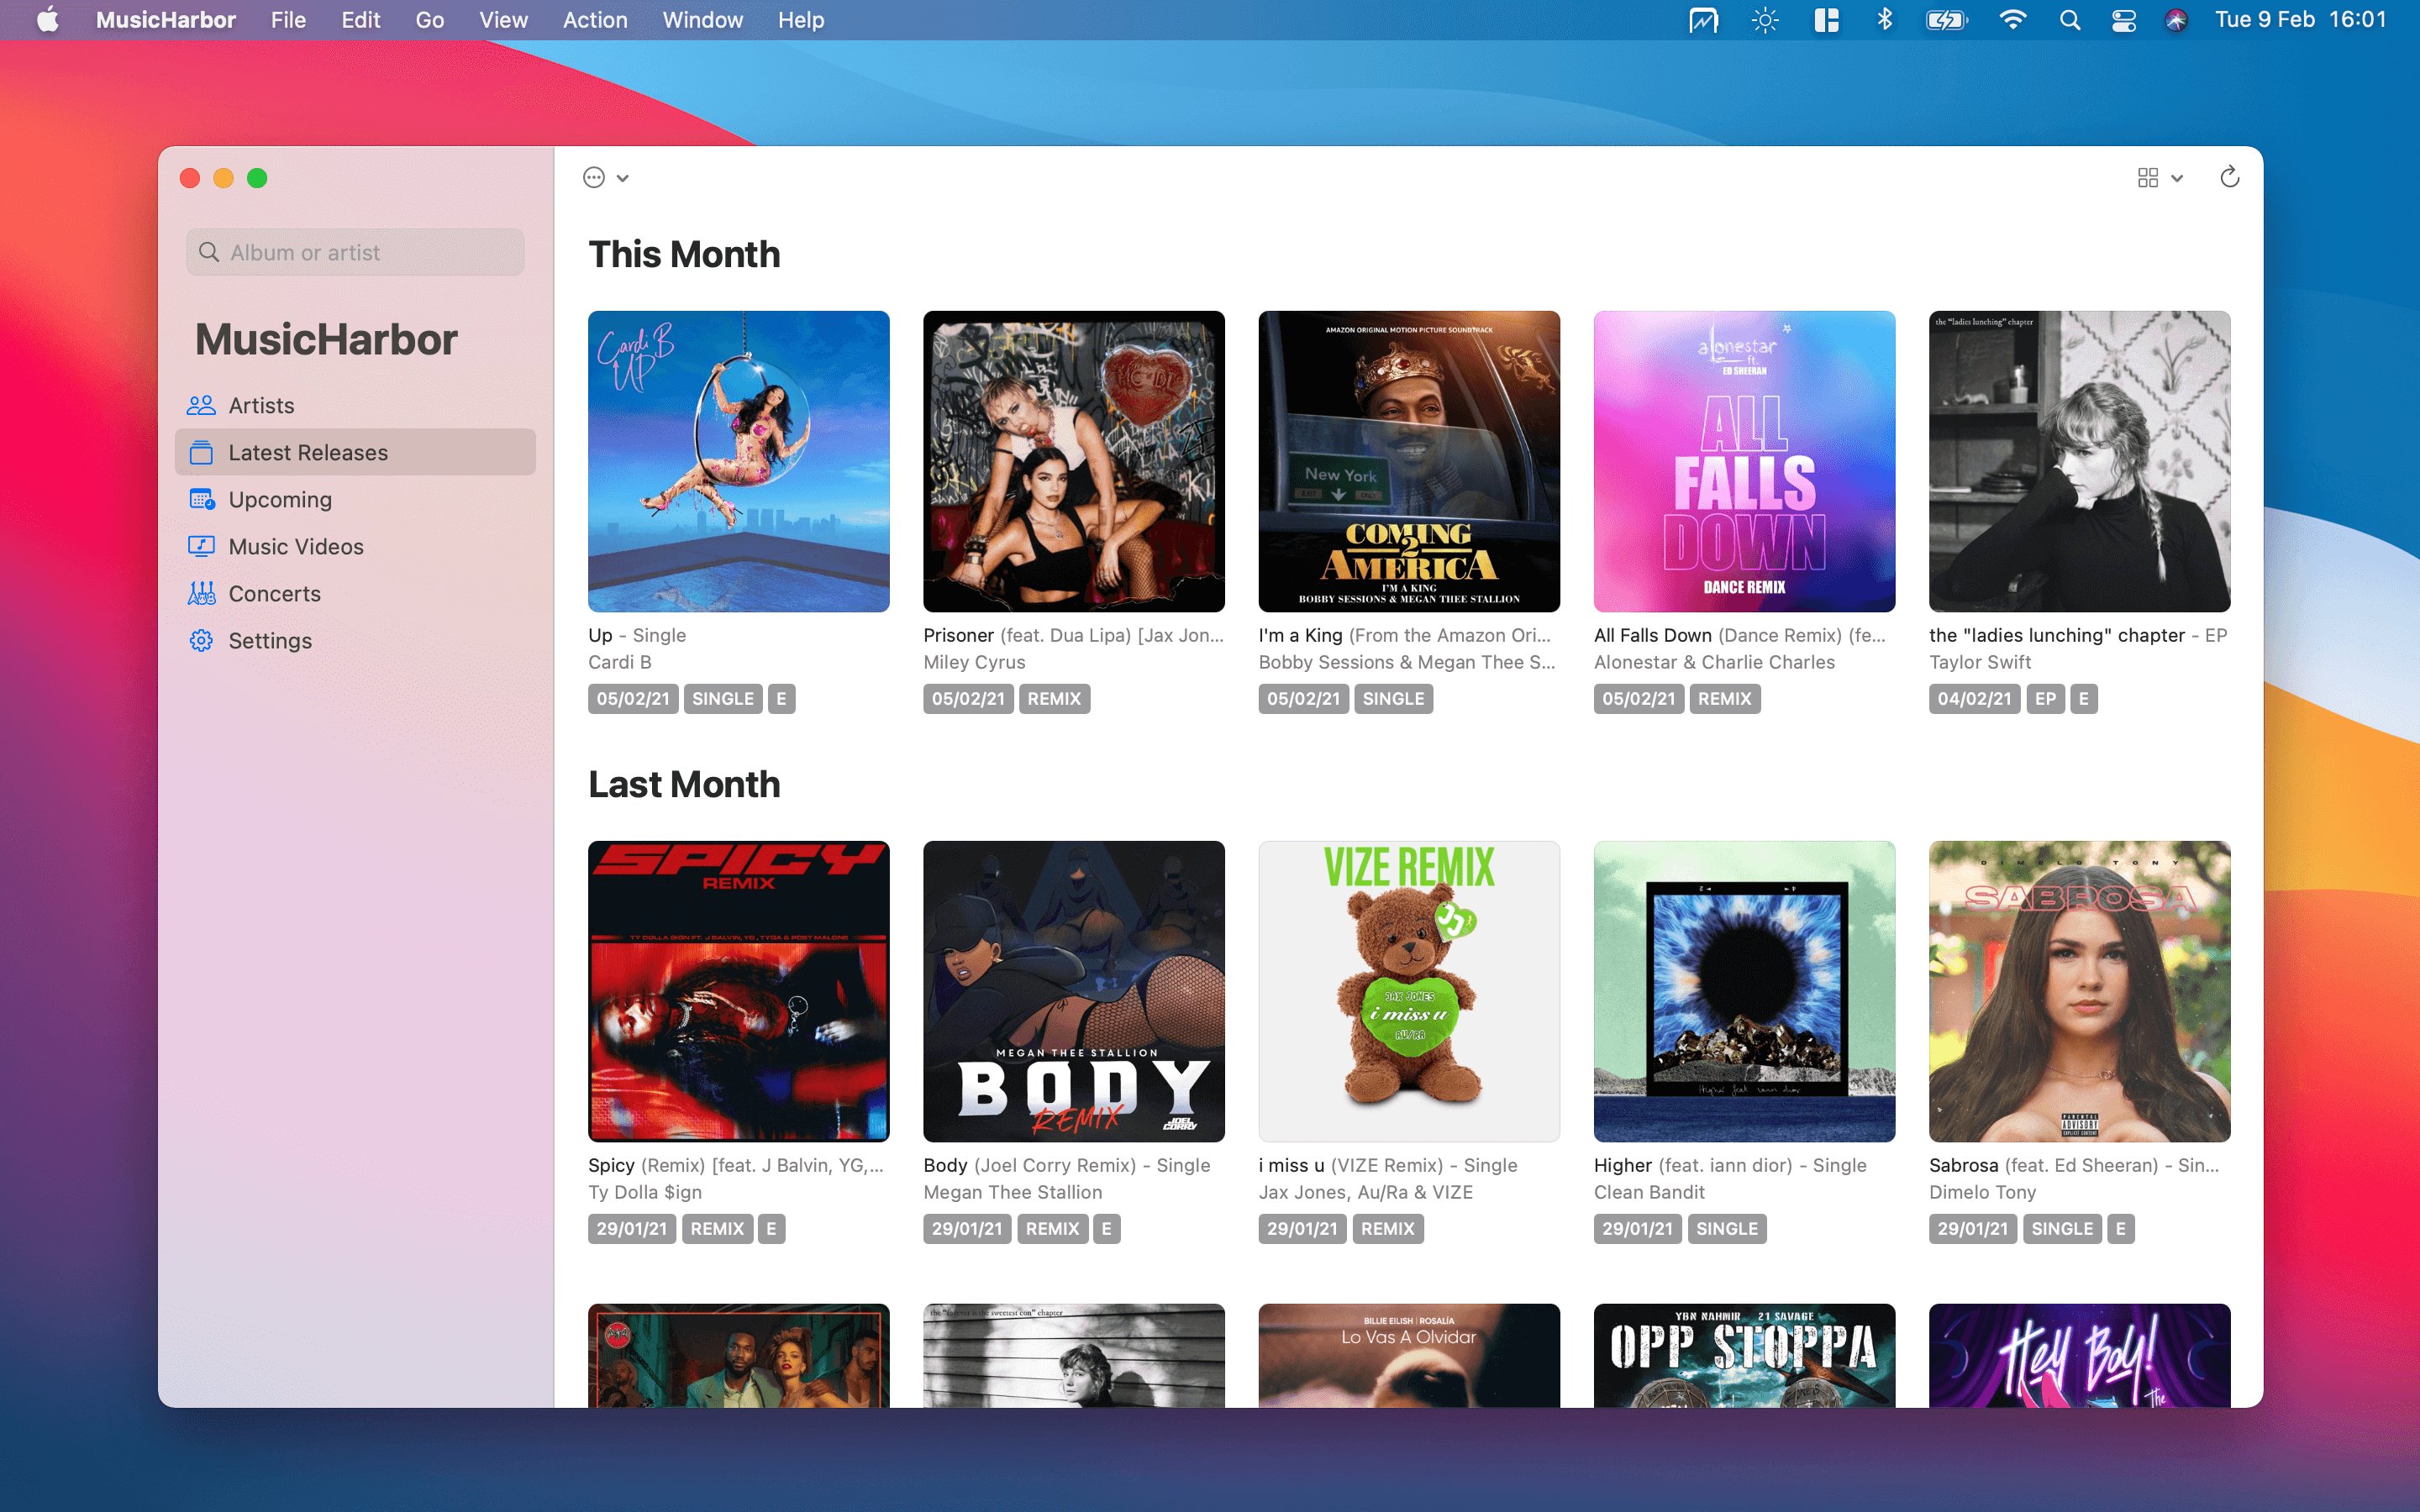 MusicHarbor File Edit Go View Action Window Help Tue 9 Feb 16:01
Album or artist
MusicHarbor
Artists
Latest Releases
Upcoming
Music Videos
Concerts
Settings
This Month
Cardi B
UP
AMAZON ORIGINAL MOTION PICTURE SOUNDTRACK
New York
EXIT ONLY
COMING
2
AMERICA
I'M A KING
BOBBY SESSIONS & MEGAN THEE STALLION
alonestar
ft.
ED SHEERAN
ALL
FALLS
DOWN
DANCE REMIX
the "ladies lunching" chapter
Up - Single
Cardi B
05/02/21 SINGLE E
Prisoner (feat. Dua Lipa) [Jax Jon...
Miley Cyrus
05/02/21 REMIX
I'm a King (From the Amazon Ori...
Bobby Sessions & Megan Thee S...
05/02/21 SINGLE
All Falls Down (Dance Remix) (fe...
Alonestar & Charlie Charles
05/02/21 REMIX
the "ladies lunching" chapter - EP
Taylor Swift
04/02/21 EP E
Last Month
SPICY
REMIX
TY DOLLA $IGN FT. J BALVIN, YG, TYGA & POST MALONE
MEGAN THEE STALLION
BODY
REMIX
JOEL
CORRY
VIZE REMIX
JJ
JAX JONES
i miss u
AU/RA
Higher feat. iann dior
DIMELO TONY
SABROSA
PARENTAL
ADVISORY
EXPLICIT CONTENT
Spicy (Remix) [feat. J Balvin, YG,...
Ty Dolla $ign
29/01/21 REMIX E
Body (Joel Corry Remix) - Single
Megan Thee Stallion
29/01/21 REMIX E
i miss u (VIZE Remix) - Single
Jax Jones, Au/Ra & VIZE
29/01/21 REMIX
Higher (feat. iann dior) - Single
Clean Bandit
29/01/21 SINGLE
Sabrosa (feat. Ed Sheeran) - Sin...
Dimelo Tony
29/01/21 SINGLE E
the "forever is the sweetest con" chapter
BILLIE EILISH | ROSALÍA
Lo Vas A Olvidar
YBN NAHMIR 21 SAVAGE
OPP STOPPA
Hey Boy!
The